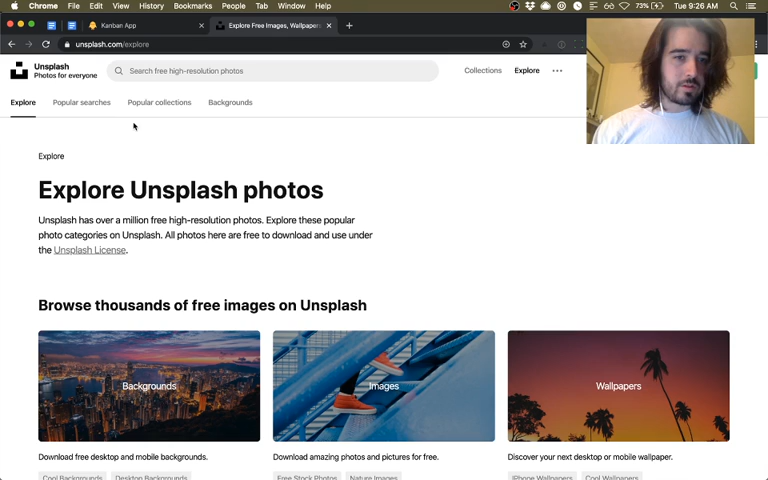 Chrome File Edit View History Bookmarks People Tab Window Help 73% Tue 9:26 AM
Kanban App
Explore Free Images, Wallpapers
unsplash.com/explore
Unsplash
Photos for everyone
Search free high-resolution photos
Collections Explore
Explore Popular searches Popular collections Backgrounds
Explore
Explore Unsplash photos
Unsplash has over a million free high-resolution photos. Explore these popular
photo categories on Unsplash. All photos here are free to download and use under
the Unsplash License.
Browse thousands of free images on Unsplash
Backgrounds Images Wallpapers
Download free desktop and mobile backgrounds. Download amazing photos and pictures for free. Discover your next desktop or mobile wallpaper.
Cool Backgrounds Desktop Backgrounds Free Stock Photos Nature Images iPhone Wallpapers Cool Wallpapers